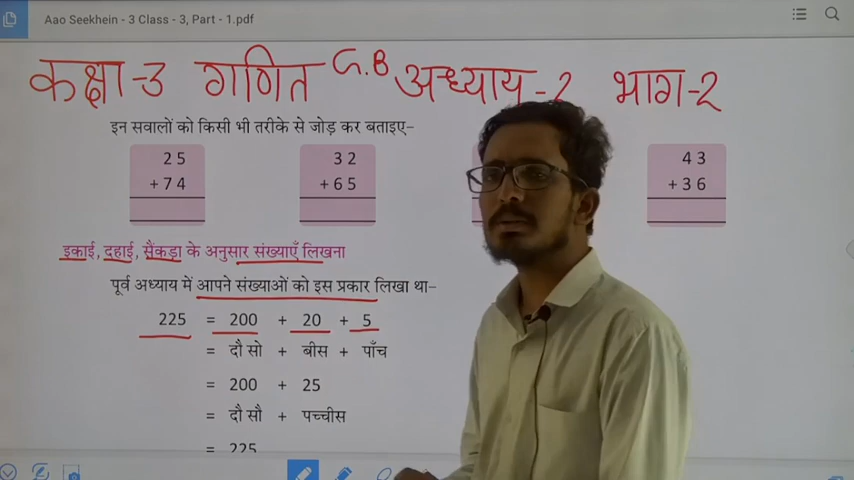 Aao Seekhein - 3 Class - 3, Part - 1.pdf
कक्षा-3 गणित G.B अध्याय-2 भाग-2
इन सवालों को किसी भी तरीके से जोड़ कर बताइए-
25 32 43
+74 +65 +36
इकाई, दहाई, सैंकड़ा के अनुसार संख्याएँ लिखना
पूर्व अध्याय में आपने संख्याओं को इस प्रकार लिखा था-
225 = 200 + 20 + 5
= दौ सो + बीस + पाँच
= 200 + 25
= दौ सौ + पच्चीस
= 225